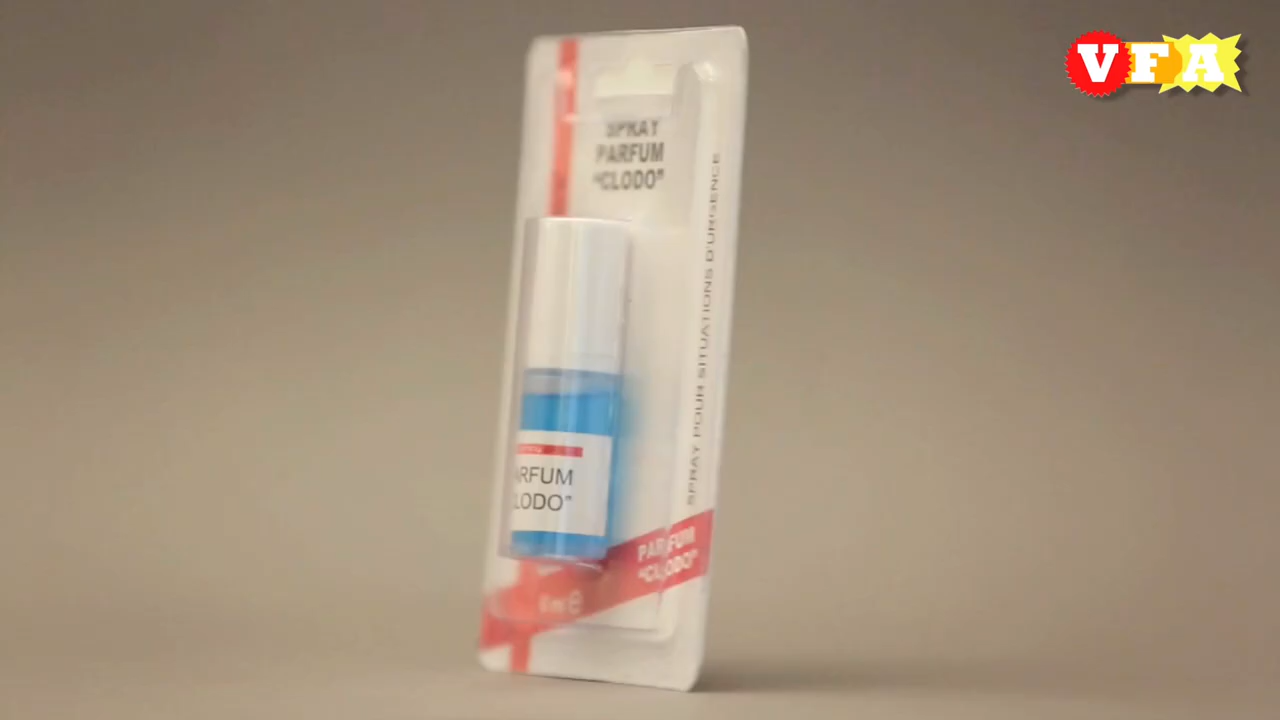 VFA
SPRAY
PARFUM
"CLODO"
SPRAY POUR SITUATIONS D'URGENCE
ARFUM
LODO"
PARFUM
"CLODO"